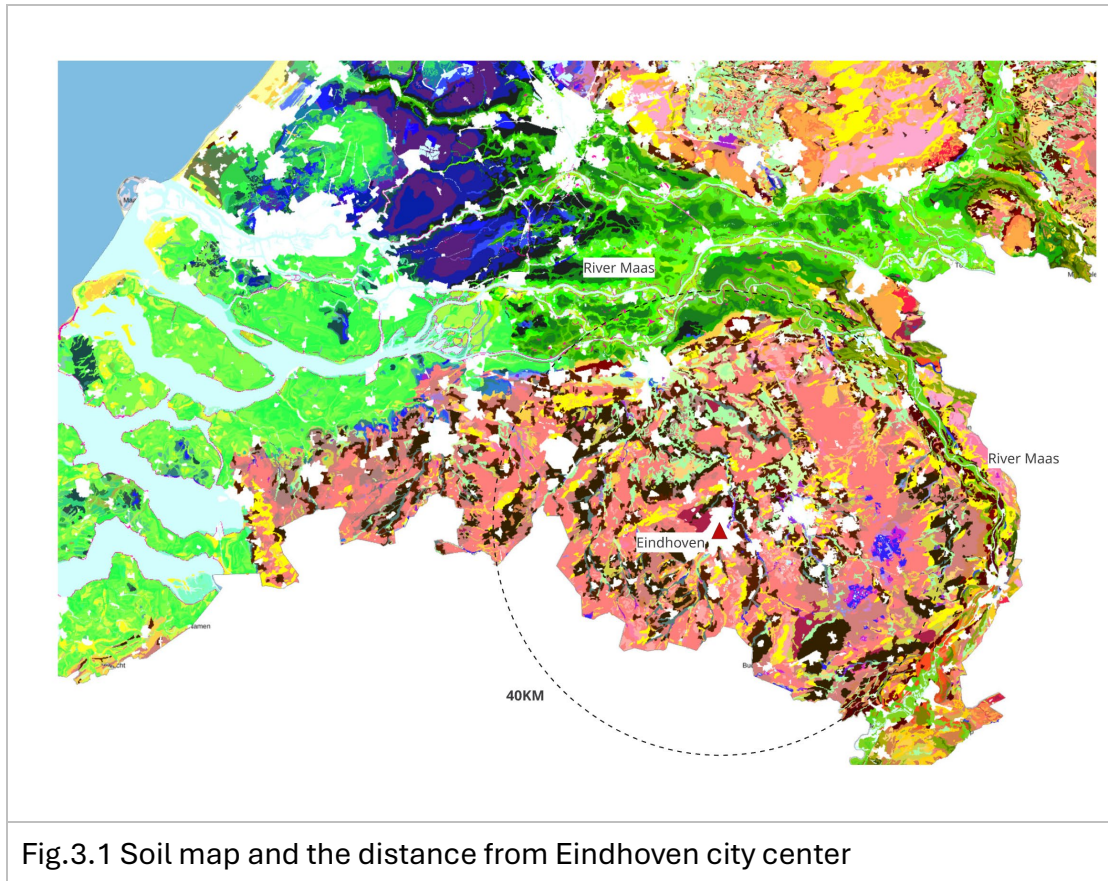 River Maas
River Maas
Eindhoven
40KM
Fig.3.1 Soil map and the distance from Eindhoven city center